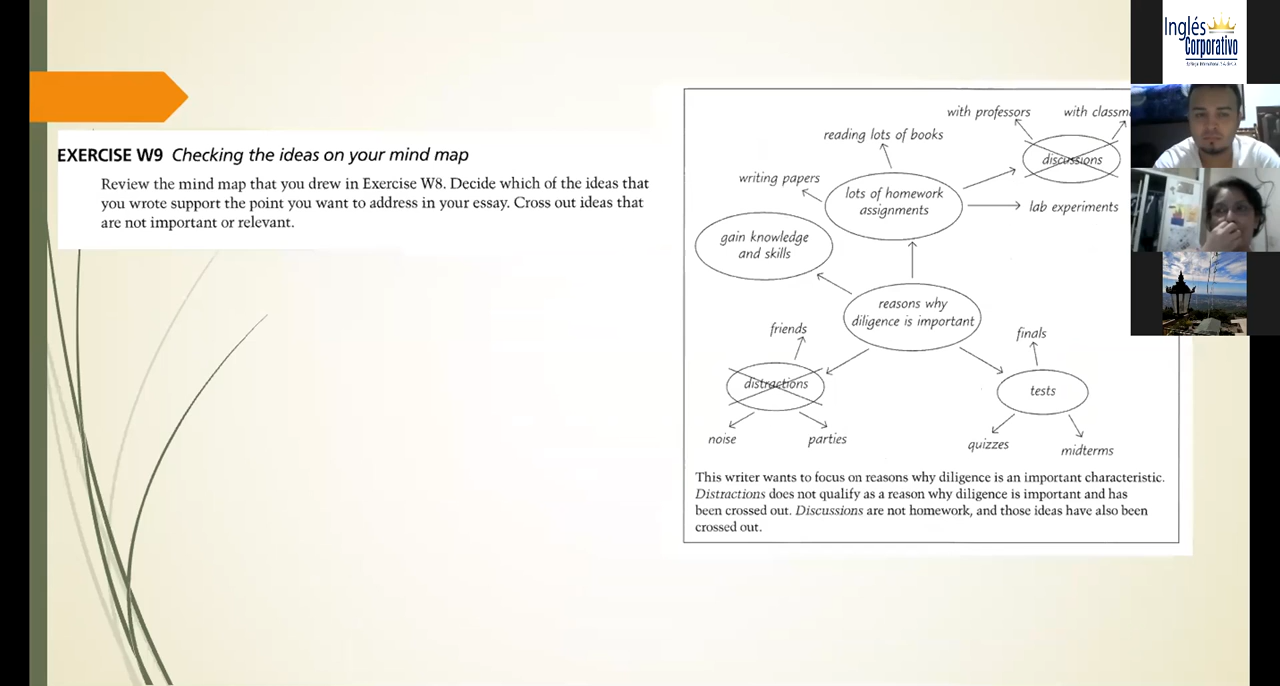 EXERCISE W9 Checking the ideas on your mind map
Review the mind map that you drew in Exercise W8. Decide which of the ideas that
you wrote support the point you want to address in your essay. Cross out ideas that
are not important or relevant.
with professors
with classm
reading lots of books
discussions
writing papers
lots of homework
assignments
lab experiments
gain knowledge
and skills
reasons why
diligence is important
friends
finals
distractions
tests
noise
parties
quizzes
midterms
This writer wants to focus on reasons why diligence is an important characteristic.
Distractions does not qualify as a reason why diligence is important and has
been crossed out. Discussions are not homework, and those ideas have also been
crossed out.
Inglés
Corporativo